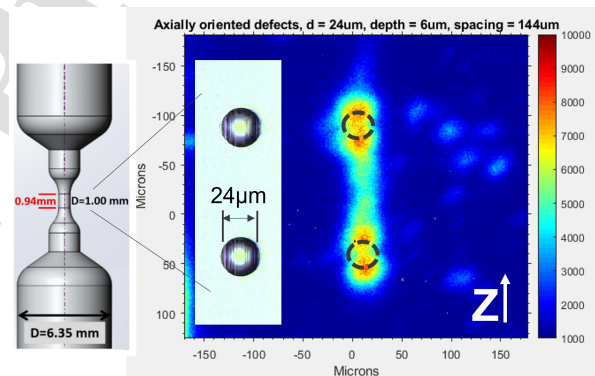 Axially oriented defects, d = 24um, depth = 6um, spacing = 144um
0.94mm
D=1.00 mm
D=6.35 mm
Microns
-150
-100
-50
0
50
100
24µm
Z
-150
-100
-50
0
50
100
150
Microns
10000
9000
8000
7000
6000
5000
4000
3000
2000
1000